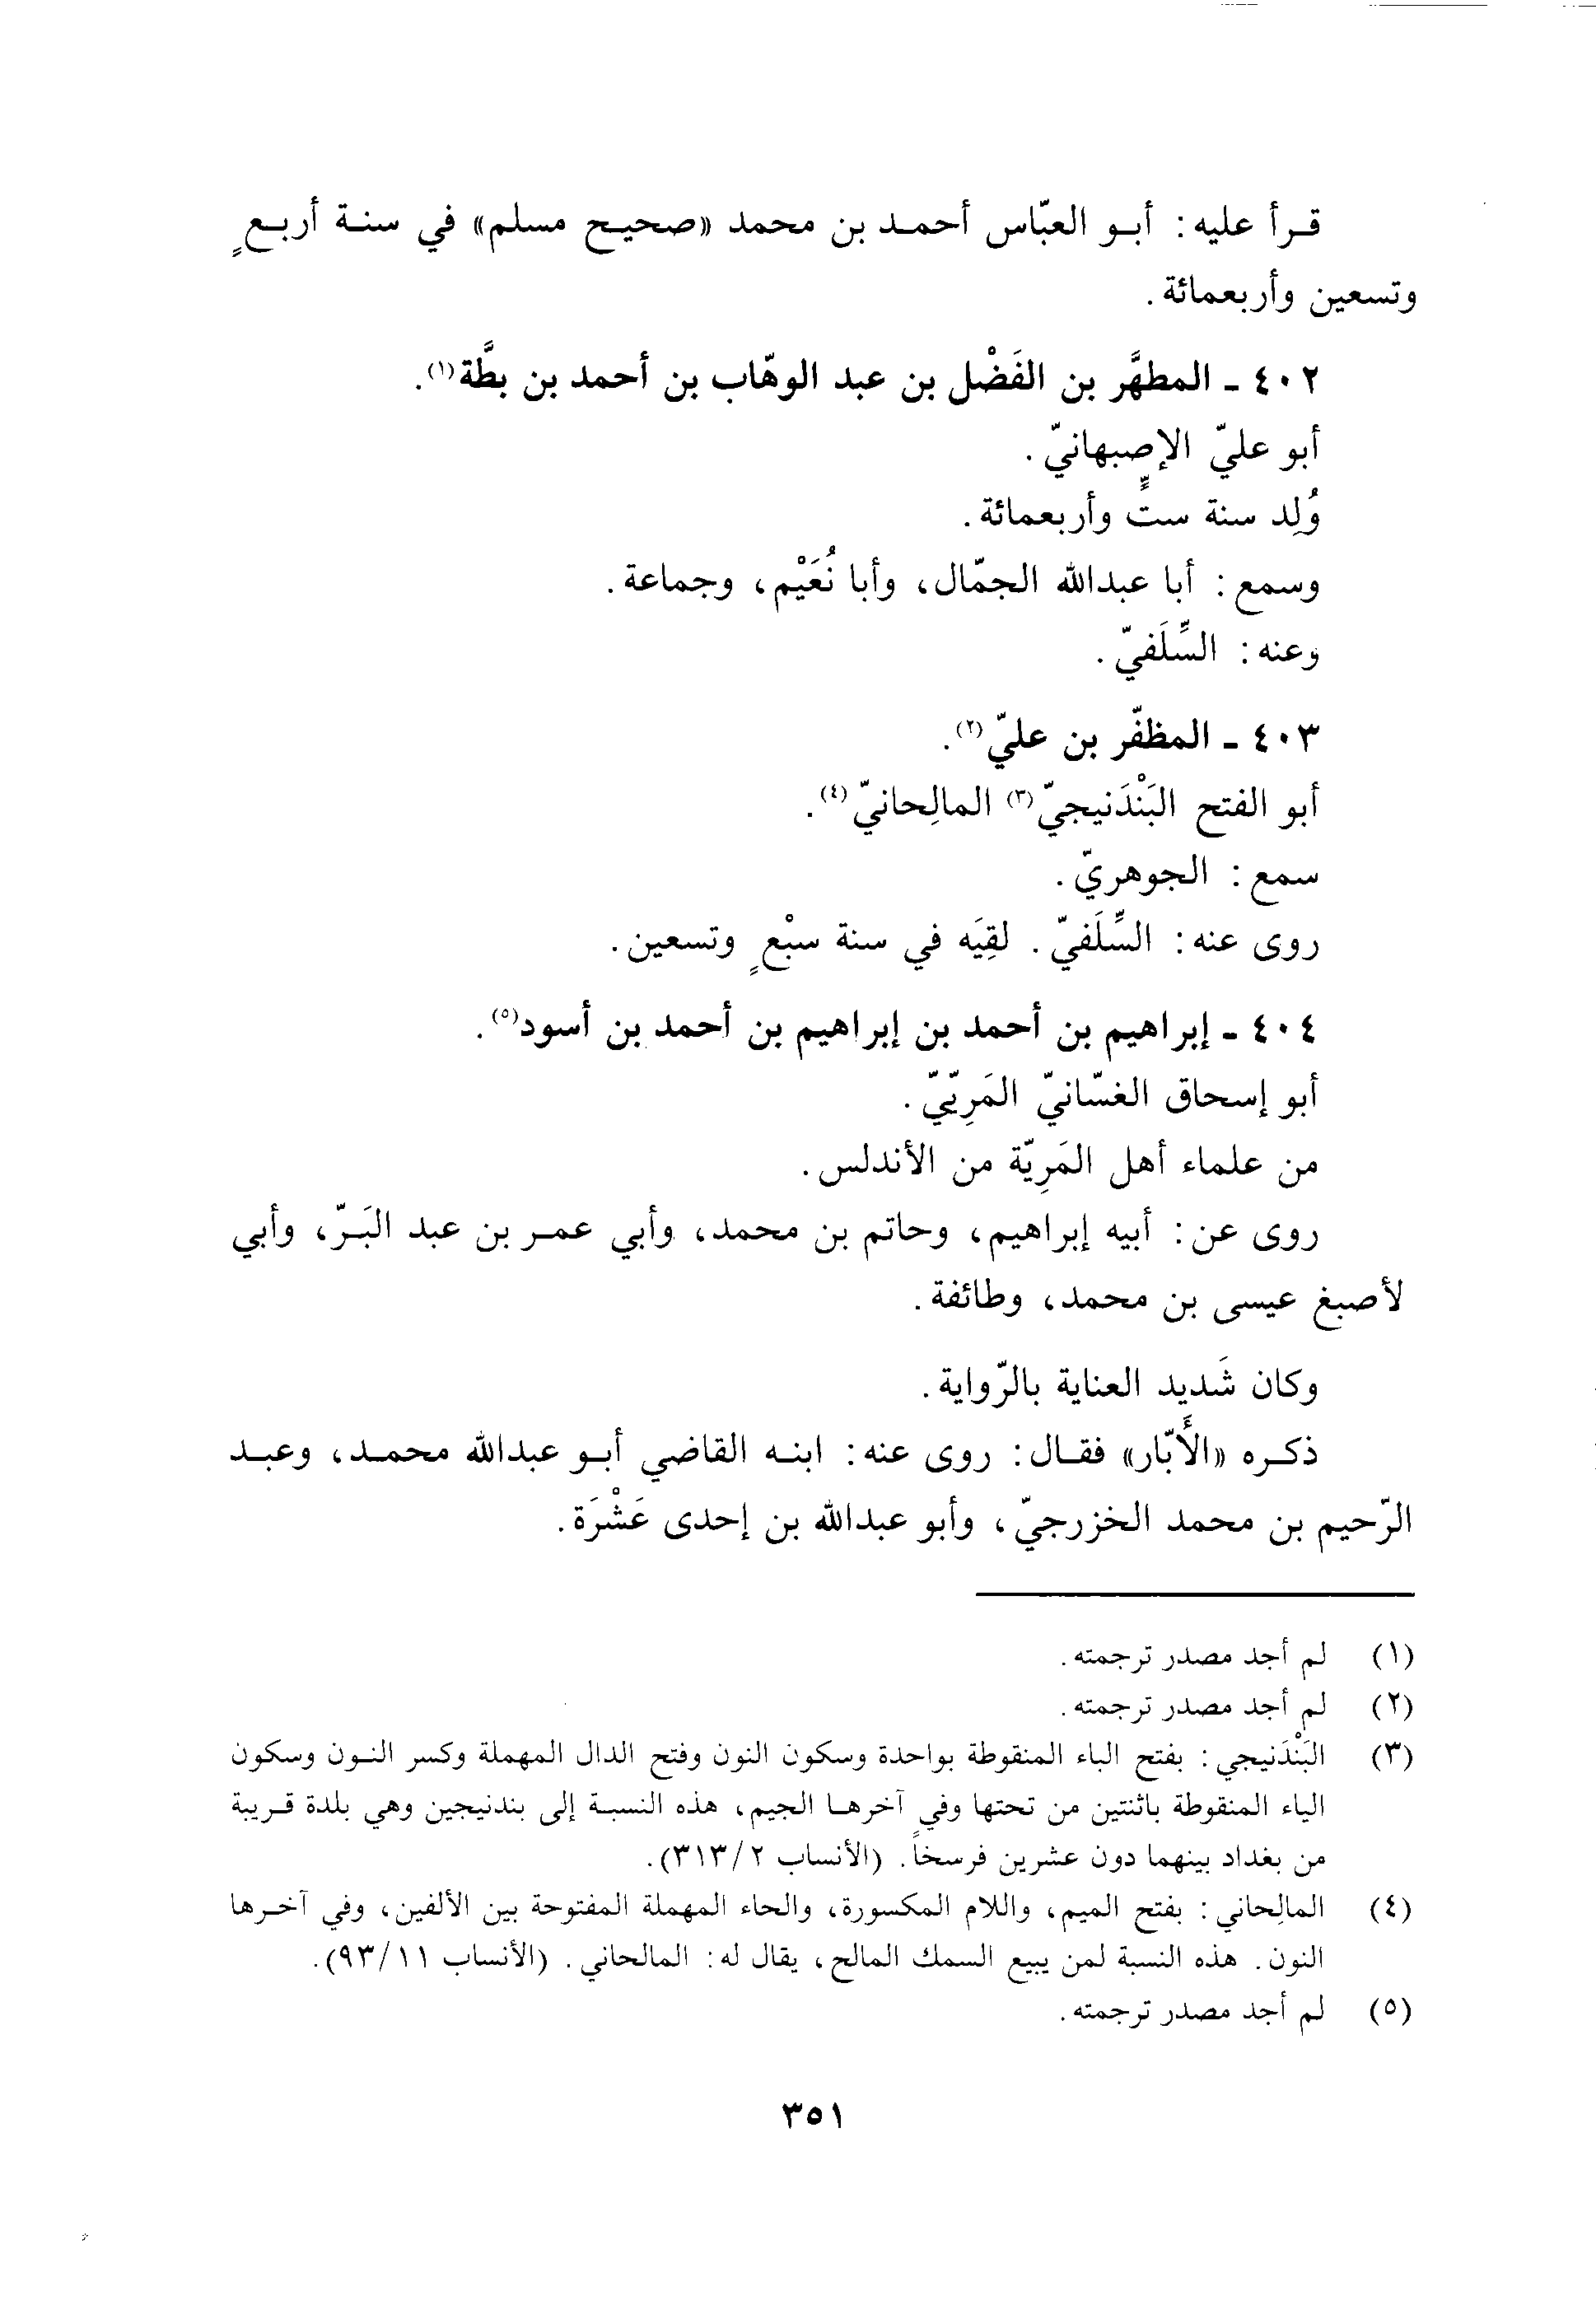 قرأ عليه: أبو العبّاس أحمد بن محمد «صحيح مسلم» في سنة أربعٍ
وتسعين وأربعمائة.
٤٠٢ - المطهَّر بن الفَضْل بن عبد الوهّاب بن أحمد بن بطَّة(١).
أبو عليّ الإصبهانيّ.
وُلِد سنة ستٍّ وأربعمائة.
وسمع: أبا عبدالله الجمّال، وأبا نُعَيْم، وجماعة.
وعنه: السِّلَفيّ.
٤٠٣ - المظفّر بن عليّ(٢).
أبو الفتح البَنْدَنيجيّ(٣) المالِحانيّ(٤).
سمع: الجوهريّ.
روى عنه: السِّلَفيّ. لقِيَه في سنة سبْعٍ وتسعين.
٤٠٤ - إبراهيم بن أحمد بن إبراهيم بن أحمد بن أسود(٥).
أبو إسحاق الغسّانيّ المَرِيّيّ.
من علماء أهل المَرِيّة من الأندلس.
روى عن: أبيه إبراهيم، وحاتم بن محمد، وأبي عمر بن عبد البَرّ، وأبي
لأصبغ عيسى بن محمد، وطائفة.
وكان شَديد العناية بالرّواية.
ذكره «الأَبّار» فقال: روى عنه: ابنه القاضي أبو عبدالله محمد، وعبد
الرّحيم بن محمد الخزرجيّ، وأبو عبدالله بن إحدى عَشْرَة.
(١) لم أجد مصدر ترجمته.
(٢) لم أجد مصدر ترجمته.
(٣) البَنْدَنيجي: بفتح الباء المنقوطة بواحدة وسكون النون وفتح الدال المهملة وكسر النون وسكون
الياء المنقوطة باثنتين من تحتها وفي آخرها الجيم، هذه النسبة إلى بندنيجين وهي بلدة قريبة
من بغداد بينهما دون عشرين فرسخاً. (الأنساب ٢/٣١٣).
(٤) المالِحاني: بفتح الميم، واللام المكسورة، والحاء المهملة المفتوحة بين الألفين، وفي آخرها
النون. هذه النسبة لمن يبيع السمك المالح، يقال له: المالحاني. (الأنساب ١١/٩٣).
(٥) لم أجد مصدر ترجمته.
٣٥١